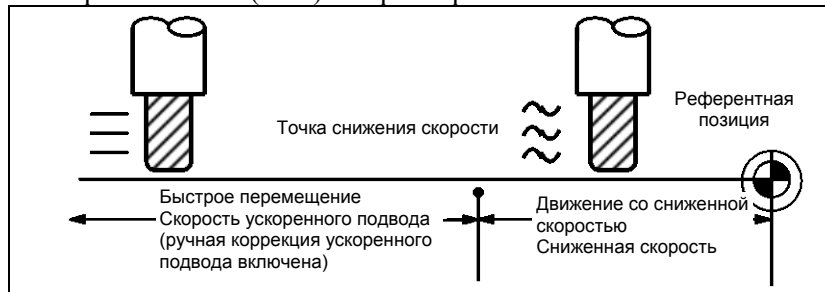 Точка снижения скорости
Референтная
позиция
Быстрое перемещение
Скорость ускоренного подвода
(ручная коррекция ускоренного
подвода включена)
Движение со сниженной
скоростью
Сниженная скорость